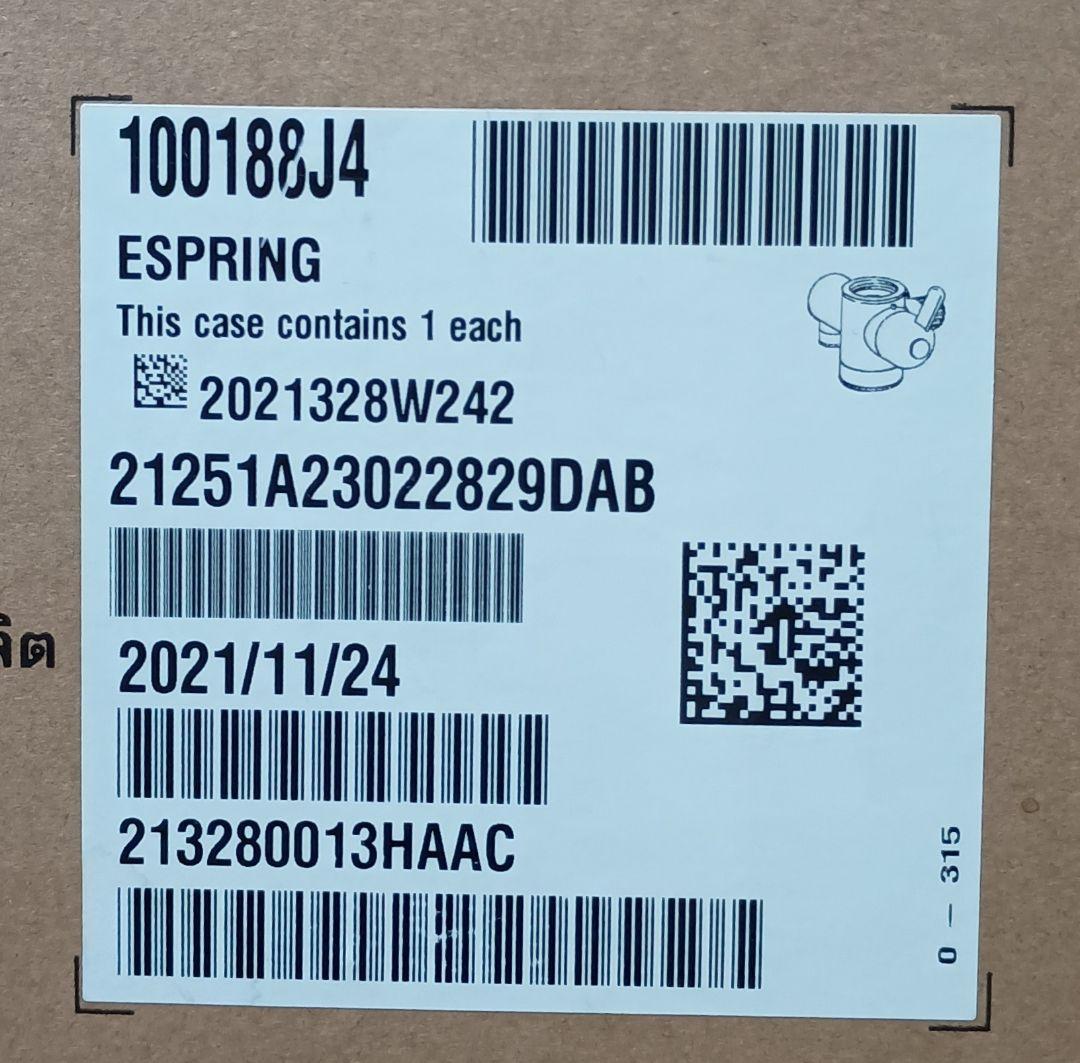 100188J4
ESPRING
This case contains 1 each
2021328W242
21251A23022829DAB
2021/11/24
213280013HAAC
0 - 315